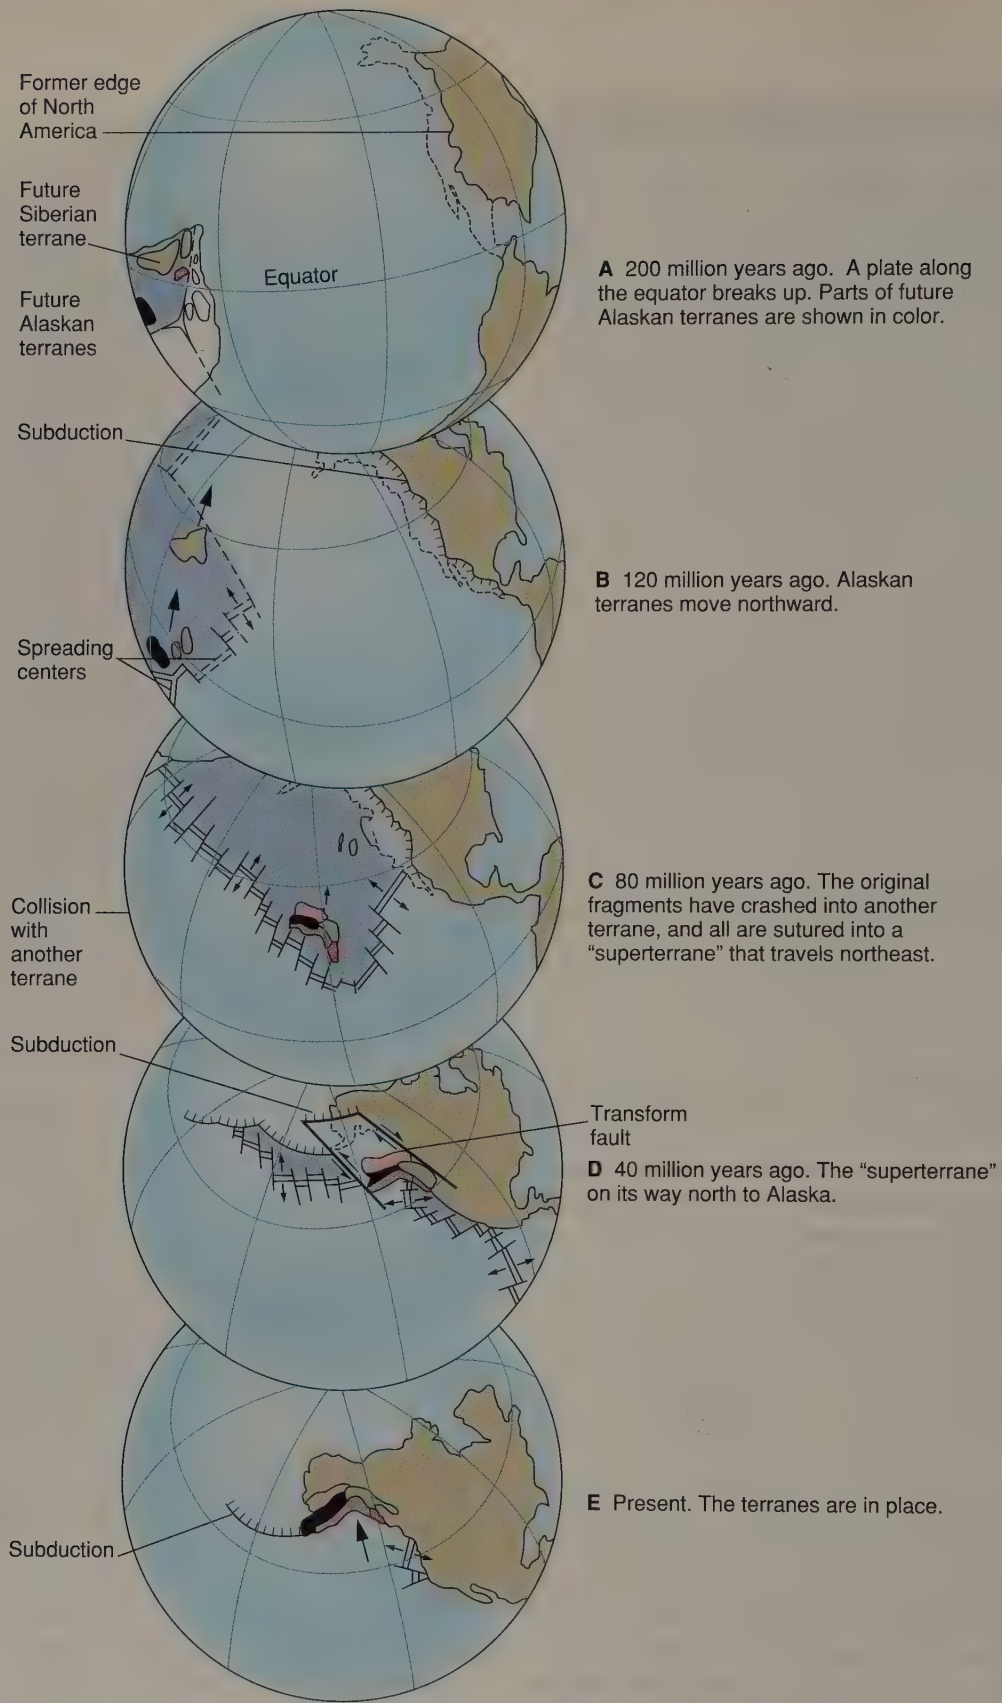 Former edge
of North
America
Future
Siberian
terrane
Future
Alaskan
terranes
Equator
A 200 million years ago. A plate along
the equator breaks up. Parts of future
Alaskan terranes are shown in color.
Subduction
Spreading
centers
B 120 million years ago. Alaskan
terranes move northward.
Collision
with
another
terrane
C 80 million years ago. The original
fragments have crashed into another
terrane, and all are sutured into a
“superterrane” that travels northeast.
Subduction
Transform
fault
D 40 million years ago. The “superterrane”
on its way north to Alaska.
Subduction
E Present. The terranes are in place.